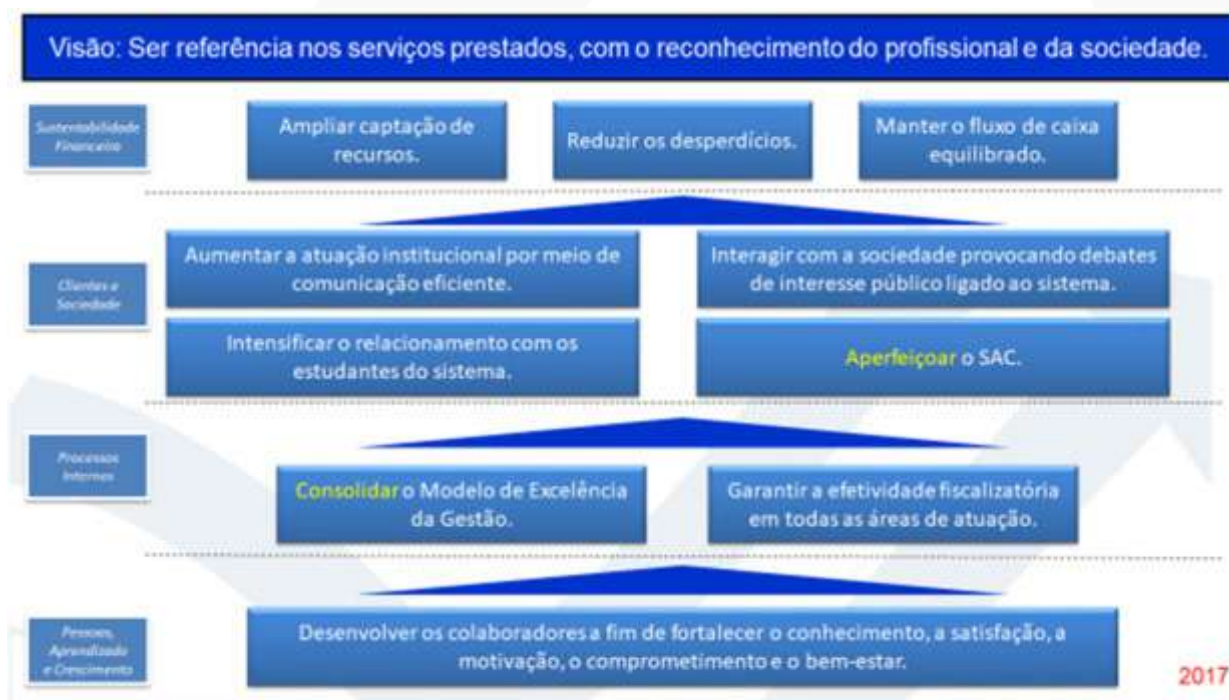 Visão: Ser referência nos serviços prestados, com o reconhecimento do profissional e da sociedade.
Sustentabilidade
Financeira
Ampliar captação de
recursos.
Reduzir os desperdícios.
Manter o fluxo de caixa
equilibrado.
Clientes e
Sociedade
Aumentar a atuação institucional por meio de
comunicação eficiente.
Interagir com a sociedade provocando debates
de interesse público ligado ao sistema.
Intensificar o relacionamento com os
estudantes do sistema.
Aperfeiçoar o SAC.
Processos
Internos
Consolidar o Modelo de Excelência
da Gestão.
Garantir a efetividade fiscalizatória
em todas as áreas de atuação.
Pessoas,
Aprendizado
e Crescimento
Desenvolver os colaboradores a fim de fortalecer o conhecimento, a satisfação, a
motivação, o comprometimento e o bem-estar.
2017